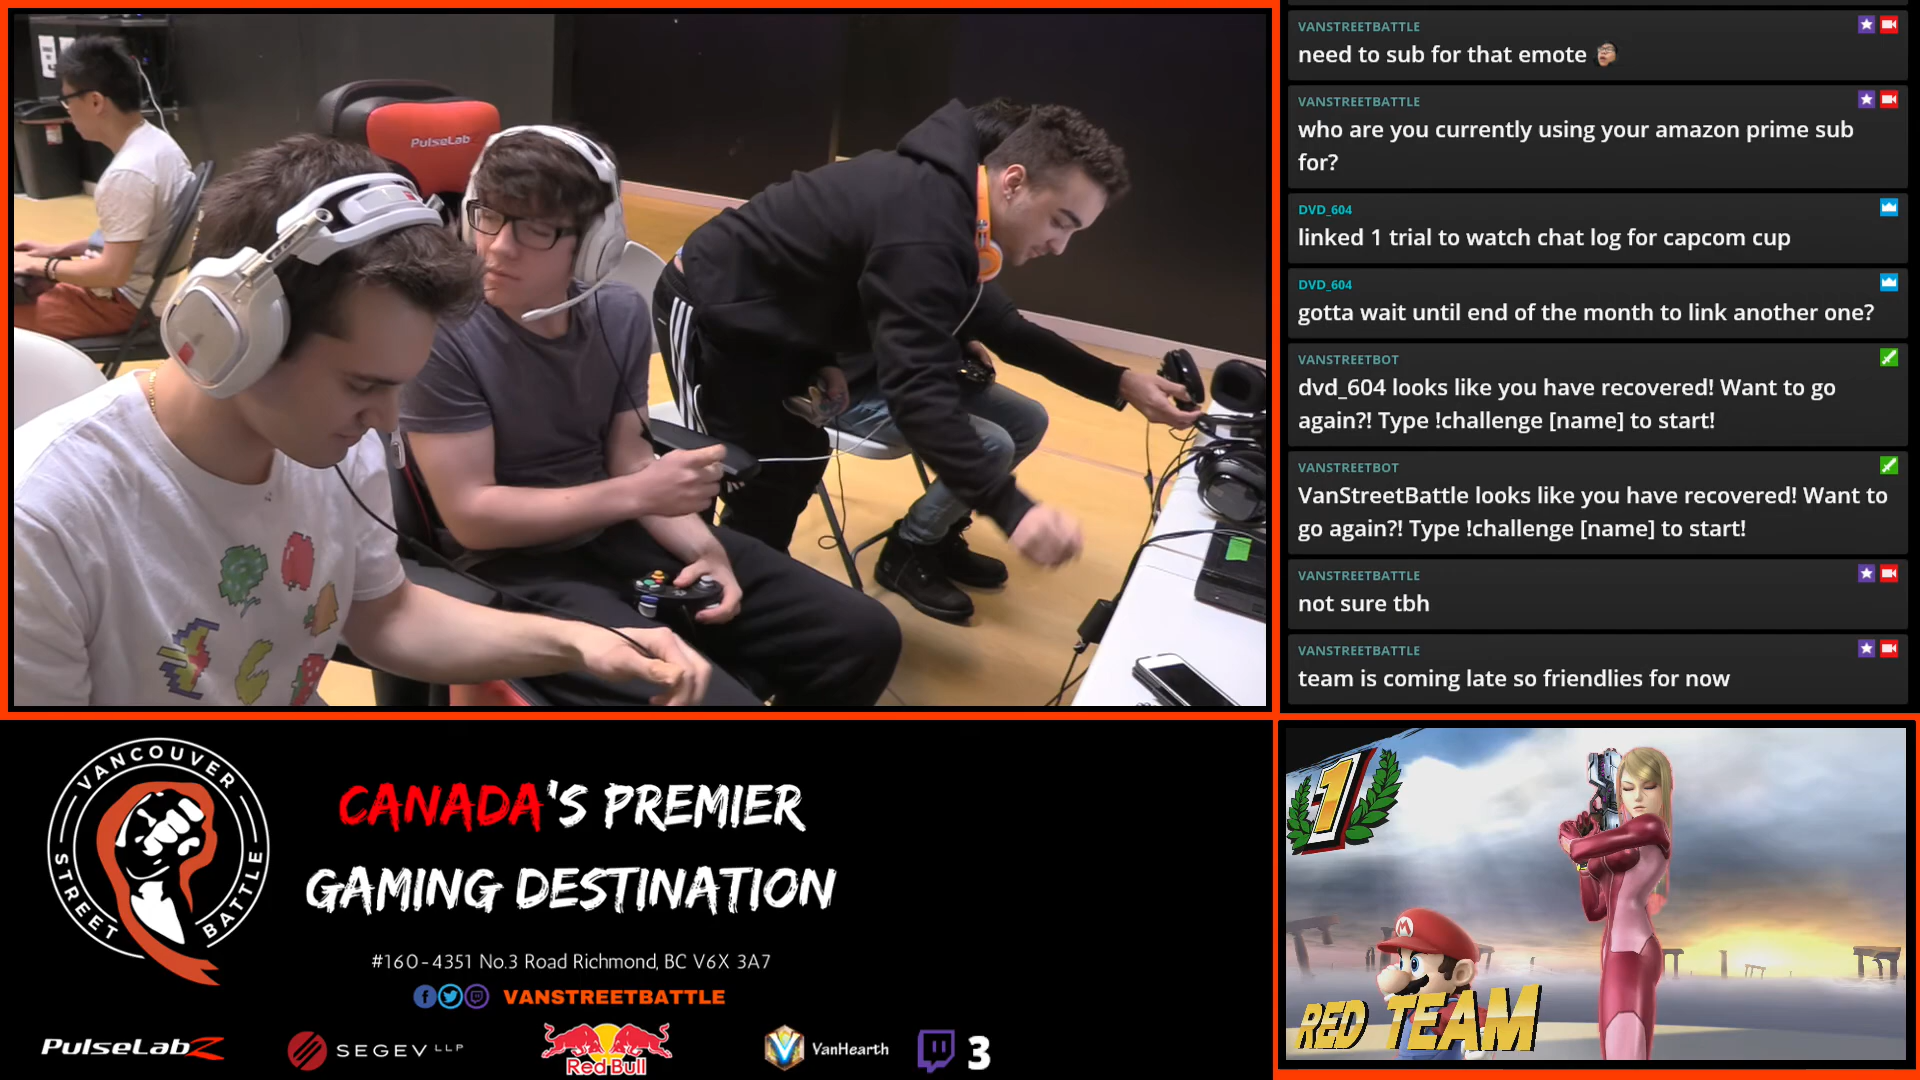 PulseLab
VANSTREETBATTLE
need to sub for that emote
VANSTREETBATTLE
who are you currently using your amazon prime sub
for?
DVD_604
linked 1 trial to watch chat log for capcom cup
DVD_604
gotta wait until end of the month to link another one?
VANSTREETBOT
dvd_604 looks like you have recovered! Want to go
again?! Type !challenge [name] to start!
VANSTREETBOT
VanStreetBattle looks like you have recovered! Want to
go again?! Type !challenge [name] to start!
VANSTREETBATTLE
not sure tbh
VANSTREETBATTLE
team is coming late so friendlies for now
VANCOUVER
STREET BATTLE
CANADA'S PREMIER
GAMING DESTINATION
#160-4351 No.3 Road Richmond, BC V6X 3A7
VANSTREETBATTLE
PulseLab
SEGEV LLP
Red Bull
VanHearth
3
1
M
RED TEAM